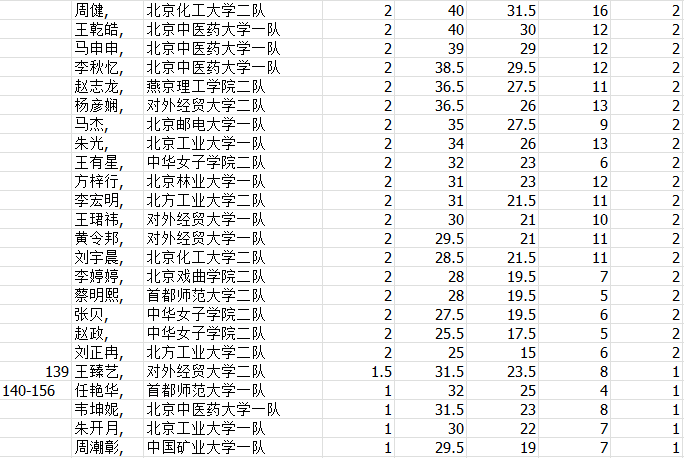 周健, 北京化工大学二队 2 40 31.5 16 2
王乾皓, 北京中医药大学一队 2 40 30 12 2
马申申, 北京中医药大学一队 2 39 29 12 2
李秋忆, 北京中医药大学一队 2 38.5 29.5 12 2
赵志龙, 燕京理工学院二队 2 36.5 27.5 11 2
杨彦娴, 对外经贸大学二队 2 36.5 26 13 2
马杰, 北京邮电大学一队 2 35 27.5 9 2
朱光, 北京工业大学一队 2 34 26 13 2
王有星, 中华女子学院二队 2 32 23 6 2
方梓行, 北京林业大学一队 2 31 23 12 2
李宏明, 北方工业大学二队 2 31 21.5 11 2
王珺祎, 对外经贸大学一队 2 30 21 10 2
黄令邦, 对外经贸大学一队 2 29.5 21 11 2
刘宇晨, 北京化工大学二队 2 28.5 21.5 11 2
李婷婷, 北京戏曲学院二队 2 28 19.5 7 2
蔡明熙, 首都师范大学二队 2 28 19.5 5 2
张贝, 中华女子学院二队 2 27.5 19.5 6 2
赵政, 中华女子学院二队 2 25.5 17.5 5 2
刘正冉, 北方工业大学二队 2 25 15 6 2
139 王臻艺, 对外经贸大学二队 1.5 31.5 23.5 8 1
140-156 任艳华, 首都师范大学一队 1 32 25 4 1
韦坤妮, 北京中医药大学一队 1 31.5 23 8 1
朱开月, 北京工业大学一队 1 30 22 7 1
周潮彰, 中国矿业大学一队 1 29.5 19 7 1